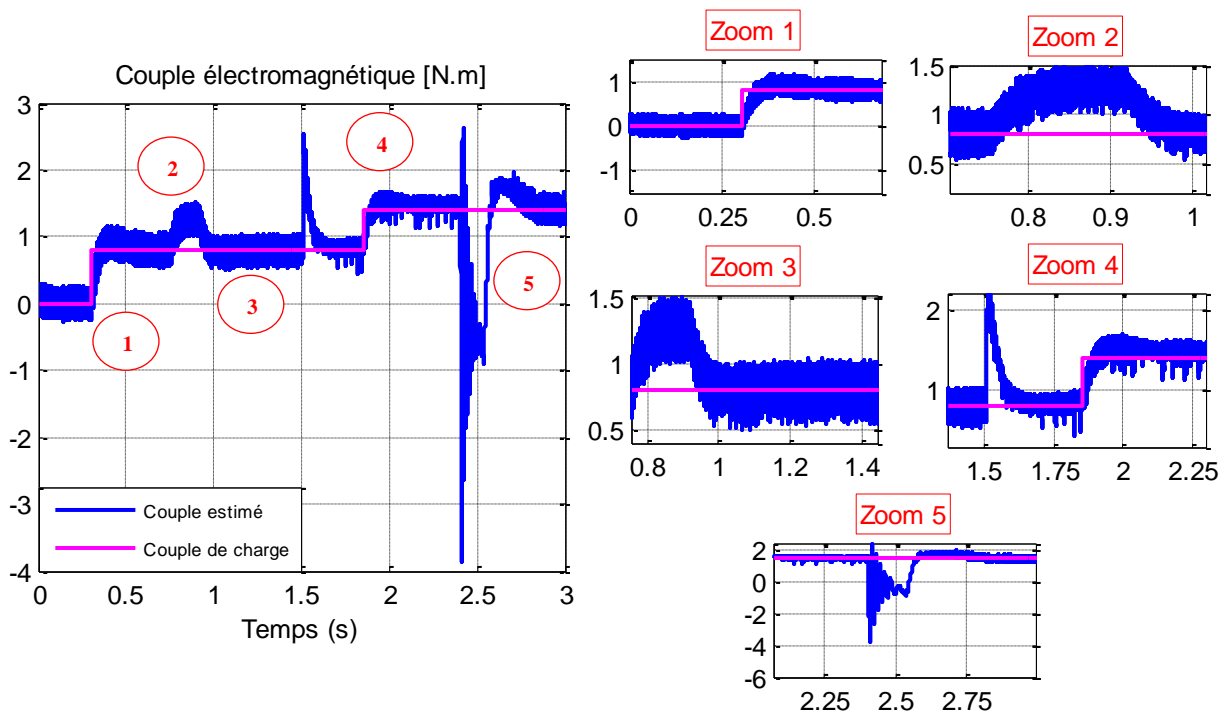 Couple électromagnétique [N.m]
3
2
1
0
-1
-2
-3
-4
0 0.5 1 1.5 2 2.5 3
Temps (s)
1
2
3
4
5
Couple estimé
Couple de charge
Zoom 1
1
0
-1
0 0.25 0.5
Zoom 2
1.5
1
0.5
0.8 0.9 1
Zoom 3
1.5
1
0.5
0.8 1 1.2 1.4
Zoom 4
2
1
1.5 1.75 2 2.25
Zoom 5
2
0
-2
-4
-6
2.25 2.5 2.75